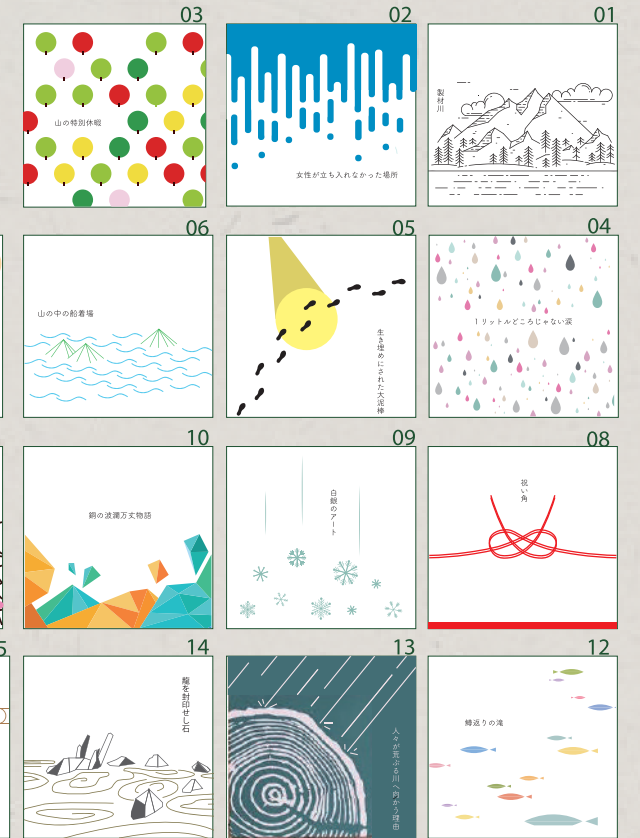 01
製材川
02
女性が立ち入れなかった場所
03
山の特別休暇
04
1リットルどころじゃない涙
05
生き埋めにされた大泥棒
06
山の中の船着場
08
祝い角
09
白銀のアート
10
銅の波瀾万丈物語
12
鱒返りの滝
13
人々が荒ぶる川へ向かう理由
14
龍を封印せし石
5